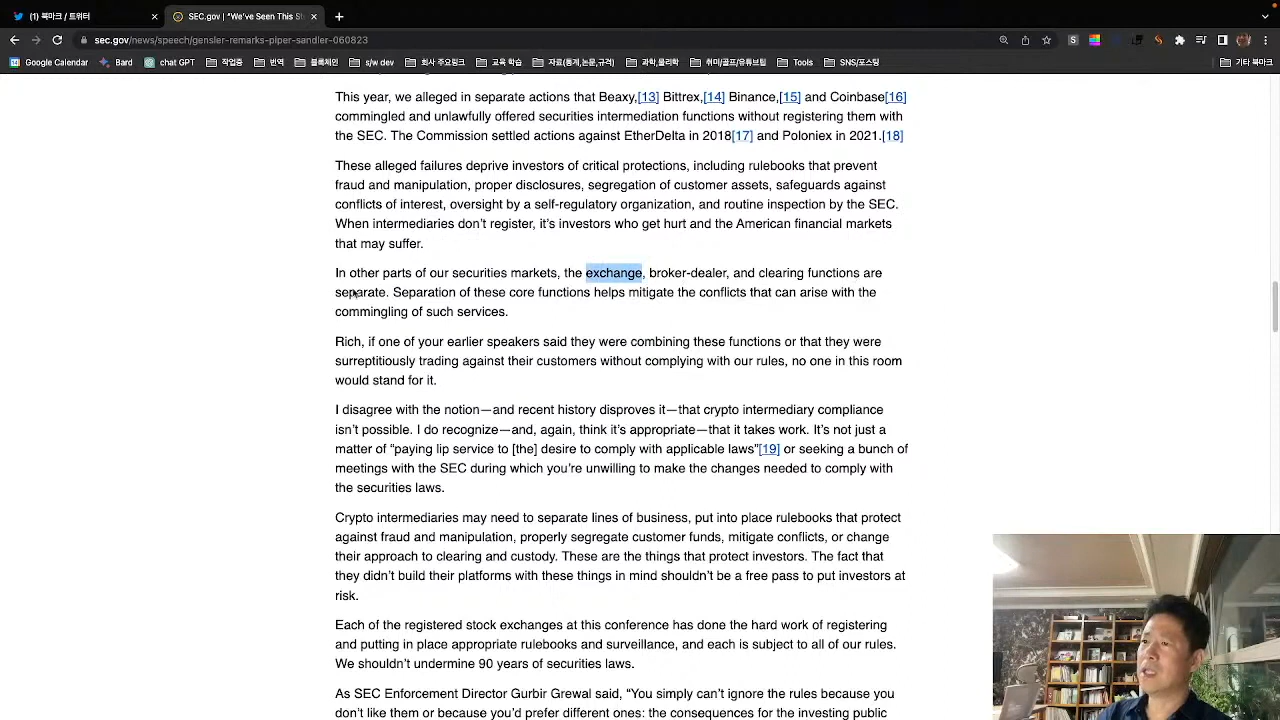 (1) 북마크 / 트위터
SEC.gov | "We've Seen This St
sec.gov/news/speech/gensler-remarks-piper-sandler-060823
Google Calendar Bard Chat GPT 작업중 번역 블록체인 s/w dev 교육 학습 자료(통계,논문,규격) 과학,물리학 취미/골프/유튜브팁 Tools SNS/포스팅 기타 북마크
This year, we alleged in separate actions that Beaxy,[13] Bittrex,[14] Binance,[15] and Coinbase[16]
commingled and unlawfully offered securities intermediation functions without registering them with
the SEC. The Commission settled actions against EtherDelta in 2018[17] and Poloniex in 2021.[18]
These alleged failures deprive investors of critical protections, including rulebooks that prevent
fraud and manipulation, proper disclosures, segregation of customer assets, safeguards against
conflicts of interest, oversight by a self-regulatory organization, and routine inspection by the SEC.
When intermediaries don't register, it's investors who get hurt and the American financial markets
that may suffer.
In other parts of our securities markets, the exchange, broker-dealer, and clearing functions are
separate. Separation of these core functions helps mitigate the conflicts that can arise with the
commingling of such services.
Rich, if one of your earlier speakers said they were combining these functions or that they were
surreptitiously trading against their customers without complying with our rules, no one in this room
would stand for it.
I disagree with the notion—and recent history disproves it—that crypto intermediary compliance
isn't possible. I do recognize—and, again, think it's appropriate—that it takes work. It's not just a
matter of "paying lip service to [the] desire to comply with applicable laws"[19] or seeking a bunch of
meetings with the SEC during which you're unwilling to make the changes needed to comply with
the securities laws.
Crypto intermediaries may need to separate lines of business, put into place rulebooks that protect
against fraud and manipulation, properly segregate customer funds, mitigate conflicts, or change
their approach to clearing and custody. These are the things that protect investors. The fact that
they didn't build their platforms with these things in mind shouldn't be a free pass to put investors at
risk.
Each of the registered stock exchanges at this conference has done the hard work of registering
and putting in place appropriate rulebooks and surveillance, and each is subject to all of our rules.
We shouldn't undermine 90 years of securities laws.
As SEC Enforcement Director Gurbir Grewal said, "You simply can't ignore the rules because you
don't like them or because you'd prefer different ones: the consequences for the investing public